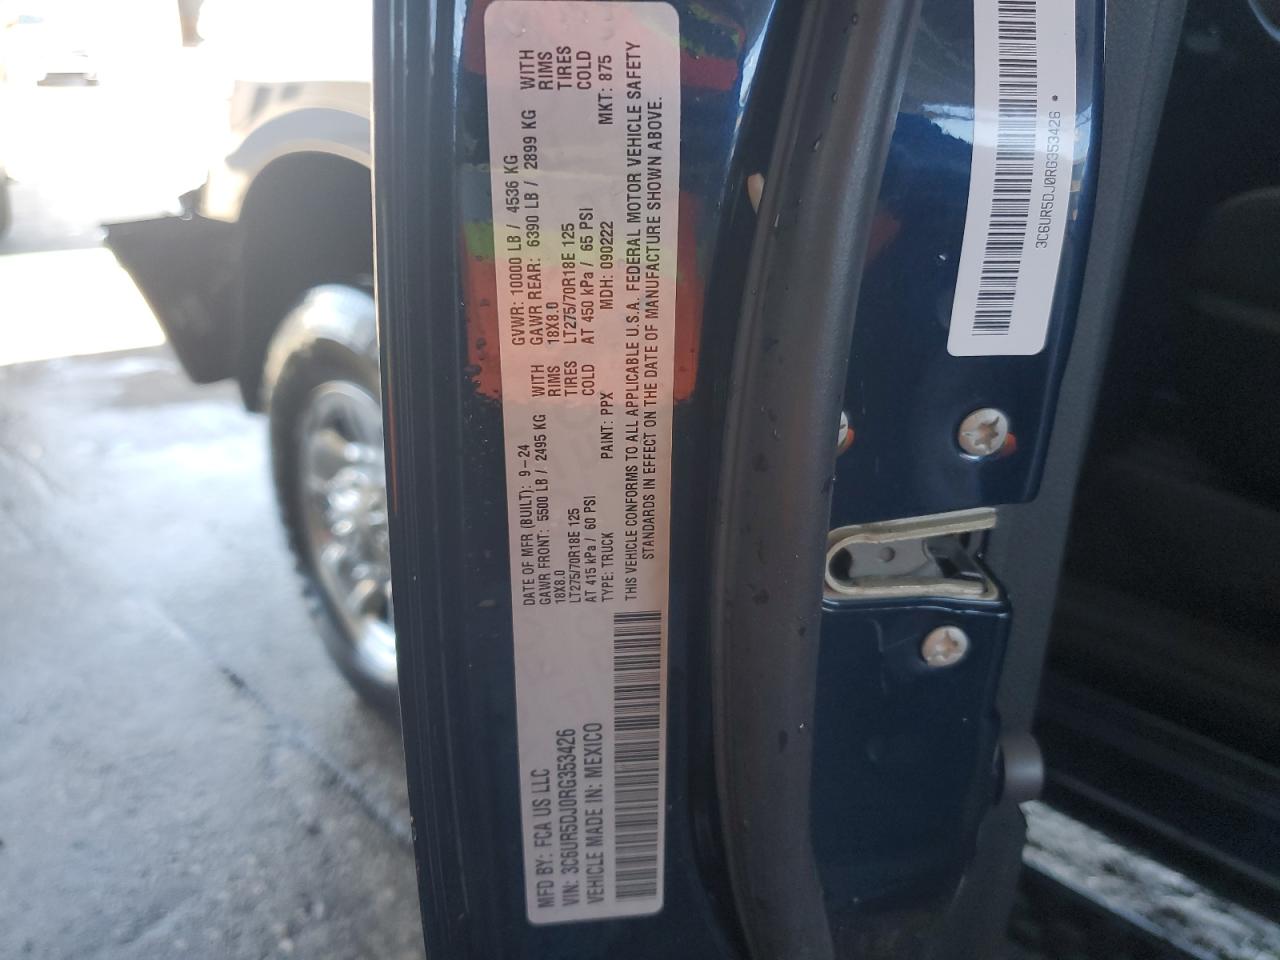 MFD BY: FCA US LLC
VIN: 3C6UR5DJ0RG353426
VEHICLE MADE IN: MEXICO
DATE OF MFR (BUILT): 9-24 GVWR: 10000 LB / 4536 KG
GAWR FRONT: 5500 LB / 2495 KG WITH GAWR REAR: 6390 LB / 2899 KG WITH
18X8.0 RIMS 18X8.0 RIMS
LT275/70R18E 125 TIRES LT275/70R18E 125 TIRES
AT 415 kPa / 60 PSI COLD AT 450 kPa / 65 PSI COLD
TYPE: TRUCK PAINT: PPX MDH: 090222 MKT: 875
THIS VEHICLE CONFORMS TO ALL APPLICABLE U.S.A. FEDERAL MOTOR VEHICLE SAFETY
STANDARDS IN EFFECT ON THE DATE OF MANUFACTURE SHOWN ABOVE.
3C6UR5DJ0RG353426